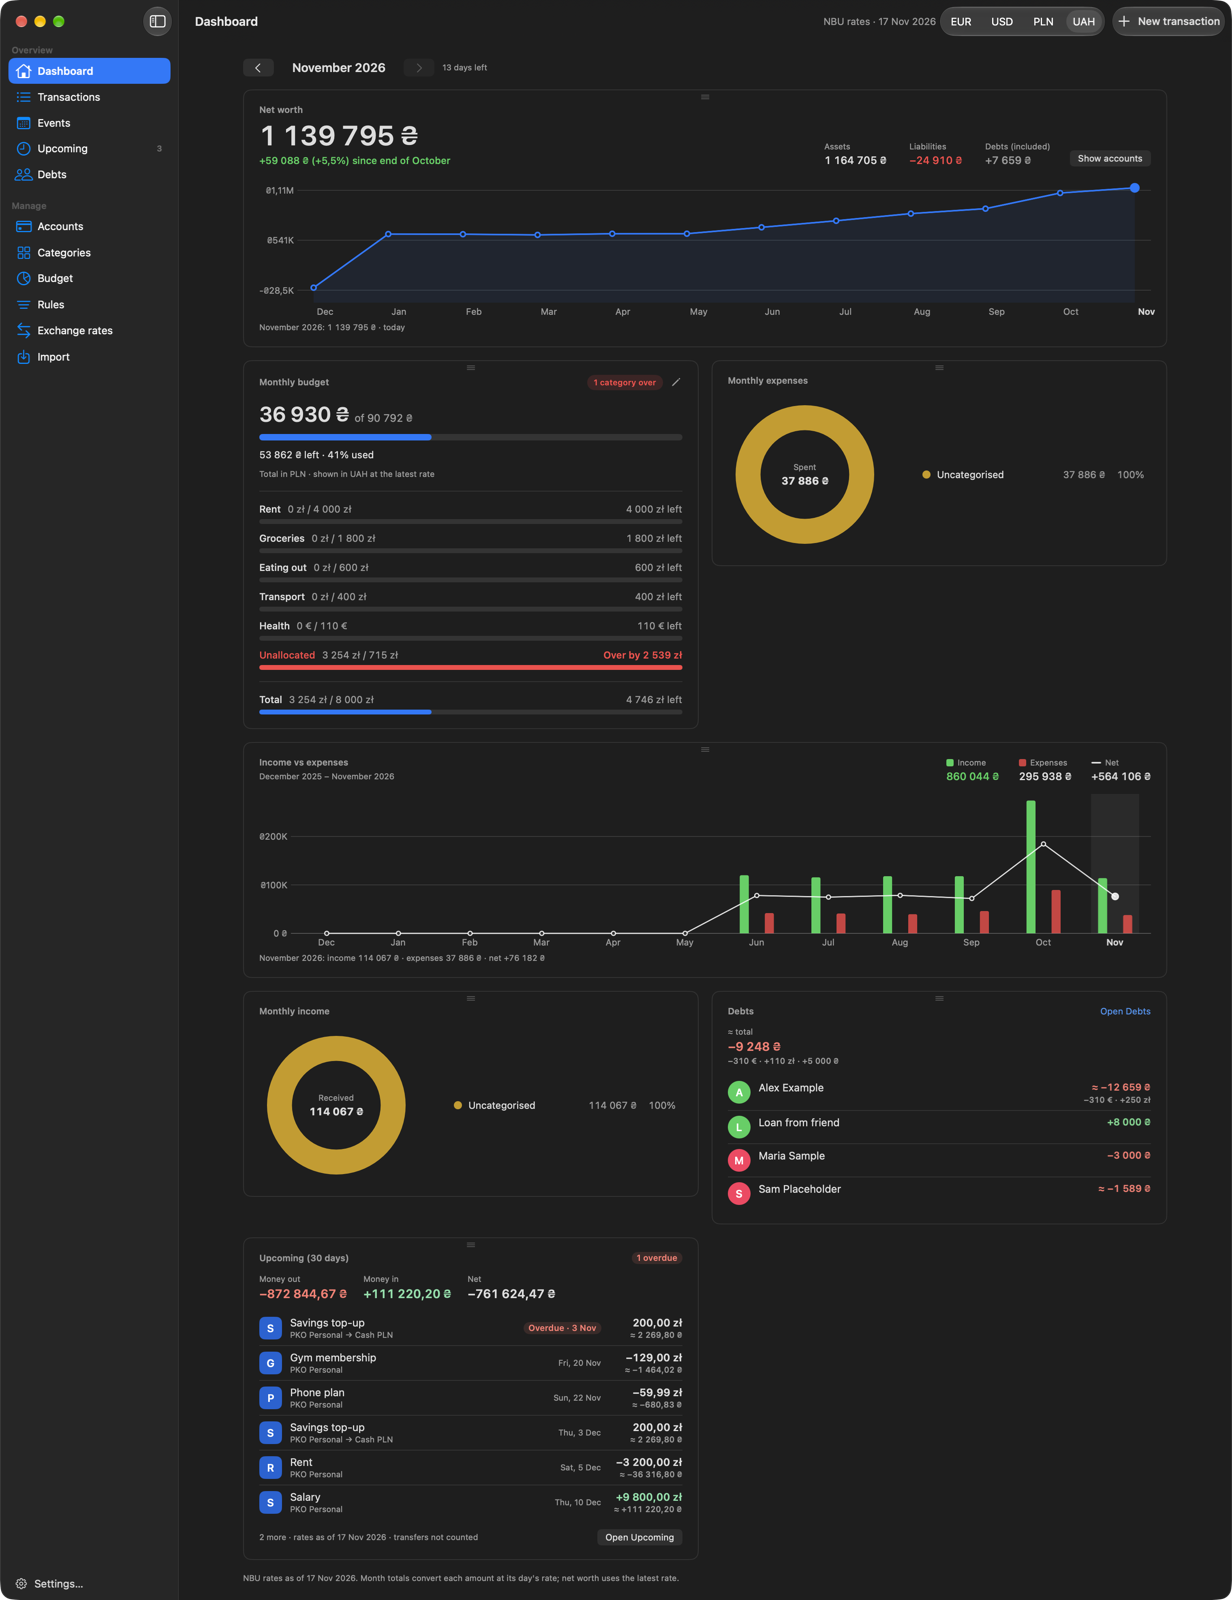 Dashboard
NBU rates · 17 Nov 2026
EUR USD PLN UAH
+ New transaction
Overview
Dashboard
Transactions
Events
Upcoming 3
Debts
Manage
Accounts
Categories
Budget
Rules
Exchange rates
Import
Settings...
November 2026
13 days left
Net worth
1 139 795 ₴
+59 088 ₴ (+5,5%) since end of October
Assets
1 164 705 ₴
Liabilities
−24 910 ₴
Debts (included)
+7 659 ₴
Show accounts
₴1,11M
₴541K
-₴28,5K
Dec Jan Feb Mar Apr May Jun Jul Aug Sep Oct Nov
November 2026: 1 139 795 ₴ · today
Monthly budget
1 category over
36 930 ₴ of 90 792 ₴
53 862 ₴ left · 41% used
Total in PLN · shown in UAH at the latest rate
Rent 0 zł / 4 000 zł 4 000 zł left
Groceries 0 zł / 1 800 zł 1 800 zł left
Eating out 0 zł / 600 zł 600 zł left
Transport 0 zł / 400 zł 400 zł left
Health 0 € / 110 € 110 € left
Unallocated 3 254 zł / 715 zł Over by 2 539 zł
Total 3 254 zł / 8 000 zł 4 746 zł left
Monthly expenses
Spent
37 886 ₴
Uncategorised 37 886 ₴ 100%
Income vs expenses
December 2025 – November 2026
Income
860 044 ₴
Expenses
295 938 ₴
Net
+564 106 ₴
₴200K
₴100K
0 ₴
Dec Jan Feb Mar Apr May Jun Jul Aug Sep Oct Nov
November 2026: income 114 067 ₴ · expenses 37 886 ₴ · net +76 182 ₴
Monthly income
Received
114 067 ₴
Uncategorised 114 067 ₴ 100%
Debts
Open Debts
≈ total
−9 248 ₴
−310 € · +110 zł · +5 000 ₴
A Alex Example ≈ −12 659 ₴
−310 € · +250 zł
L Loan from friend +8 000 ₴
M Maria Sample −3 000 ₴
S Sam Placeholder ≈ −1 589 ₴
Upcoming (30 days)
1 overdue
Money out
−872 844,67 ₴
Money in
+111 220,20 ₴
Net
−761 624,47 ₴
S Savings top-up Overdue · 3 Nov 200,00 zł
PKO Personal → Cash PLN ≈ 2 269,80 ₴
G Gym membership Fri, 20 Nov −129,00 zł
PKO Personal ≈ −1 464,02 ₴
P Phone plan Sun, 22 Nov −59,99 zł
PKO Personal ≈ −680,83 ₴
S Savings top-up Thu, 3 Dec 200,00 zł
PKO Personal → Cash PLN ≈ 2 269,80 ₴
R Rent Sat, 5 Dec −3 200,00 zł
PKO Personal ≈ −36 316,80 ₴
S Salary Thu, 10 Dec +9 800,00 zł
PKO Personal ≈ +111 220,20 ₴
2 more · rates as of 17 Nov 2026 · transfers not counted
Open Upcoming
NBU rates as of 17 Nov 2026. Month totals convert each amount at its day's rate; net worth uses the latest rate.